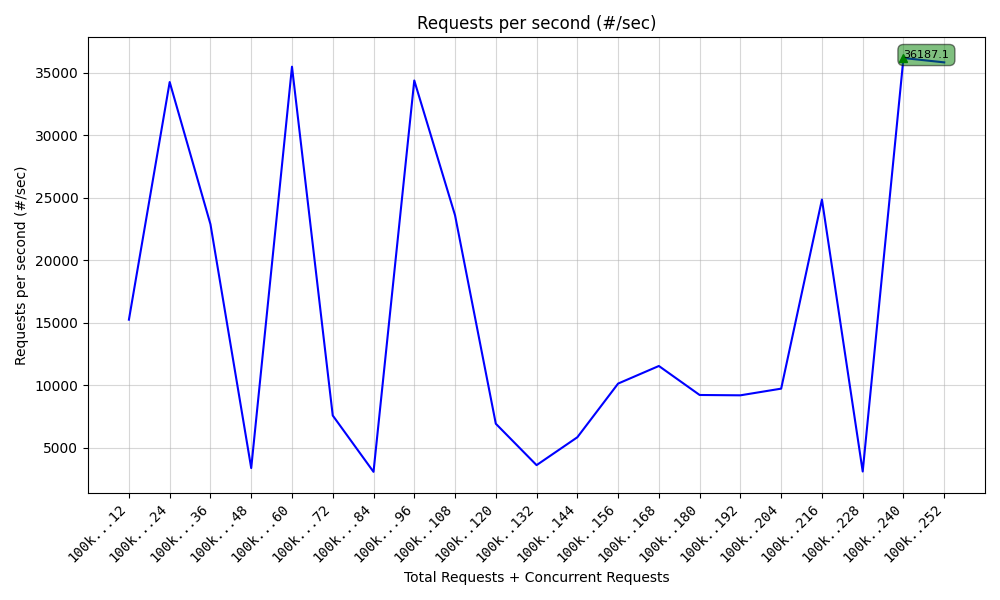 Requests per second (#/sec)
36187.1
35000
30000
25000
20000
15000
10000
5000
Requests per second (#/sec)
100k...12
100k...24
100k...36
100k...48
100k...60
100k...72
100k...84
100k...96
100k..108
100k..120
100k..132
100k..144
100k..156
100k..168
100k..180
100k..192
100k..204
100k..216
100k..228
100k..240
100k..252
Total Requests + Concurrent Requests